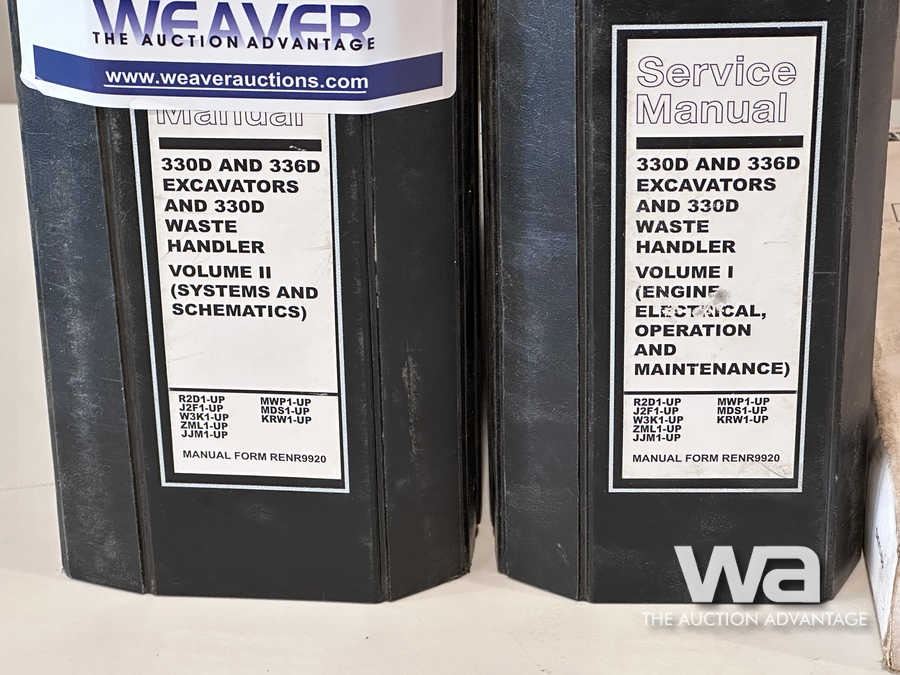 WEAVER
THE AUCTION ADVANTAGE
www.weaverauctions.com
Manual
330D AND 336D
EXCAVATORS
AND 330D
WASTE
HANDLER
VOLUME II
(SYSTEMS AND
SCHEMATICS)
R2D1-UP MWP1-UP
J2F1-UP MDS1-UP
W3K1-UP KRW1-UP
ZML1-UP
JJM1-UP
MANUAL FORM RENR9920
Service
Manual
330D AND 336D
EXCAVATORS
AND 330D
WASTE
HANDLER
VOLUME I
(ENGINE
ELECTRICAL,
OPERATION
AND
MAINTENANCE)
R2D1-UP MWP1-UP
J2F1-UP MDS1-UP
W3K1-UP KRW1-UP
ZML1-UP
JJM1-UP
MANUAL FORM RENR9920
wa
THE AUCTION ADVANTAGE